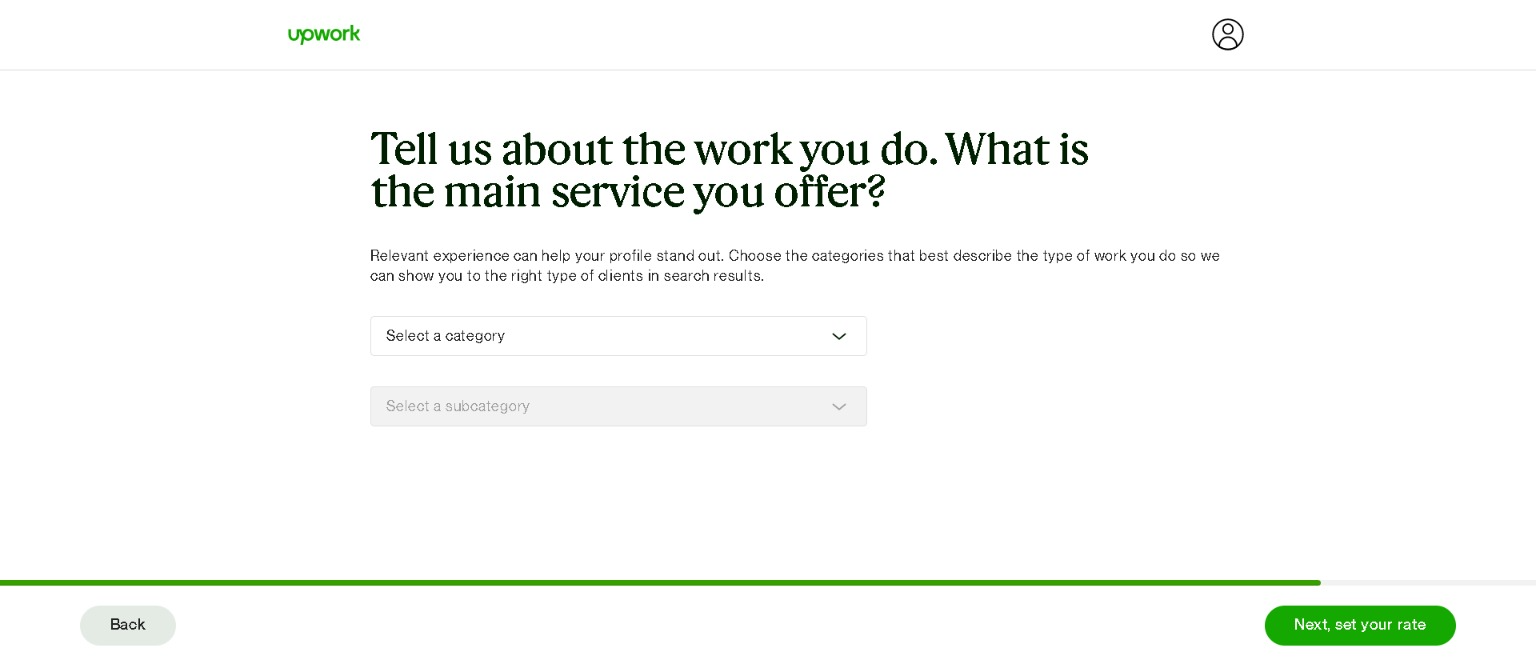 upwork
Tell us about the work you do. What is
the main service you offer?
Relevant experience can help your profile stand out. Choose the categories that best describe the type of work you do so we
can show you to the right type of clients in search results.
Select a category
Select a subcategory
Back
Next, set your rate